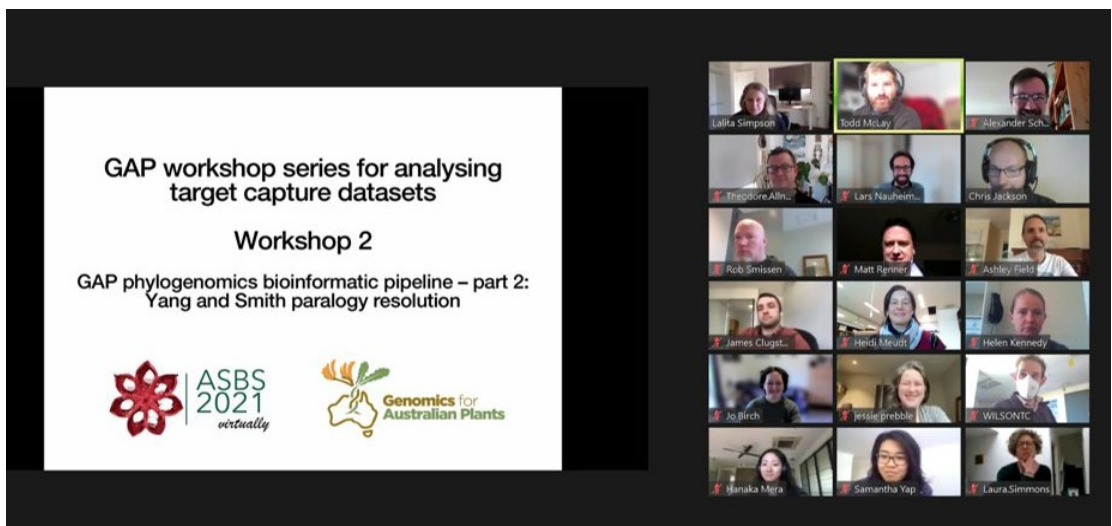 GAP workshop series for analysing
target capture datasets
Workshop 2
GAP phylogenomics bioinformatic pipeline – part 2:
Yang and Smith paralogy resolution
ASBS
2021
virtually
Genomics for
Australian Plants
Lalita Simpson
Todd McLay
Alexander Sch...
Theodore.Alln...
Lars Nauheim...
Chris Jackson
Rob Smissen
Matt Renner
Ashley Field
James Clugst...
Heidi Meudt
Helen Kennedy
Jo Birch
jessie prebble
WILSONTC
Hanaka Mera
Samantha Yap
Laura.Simmons